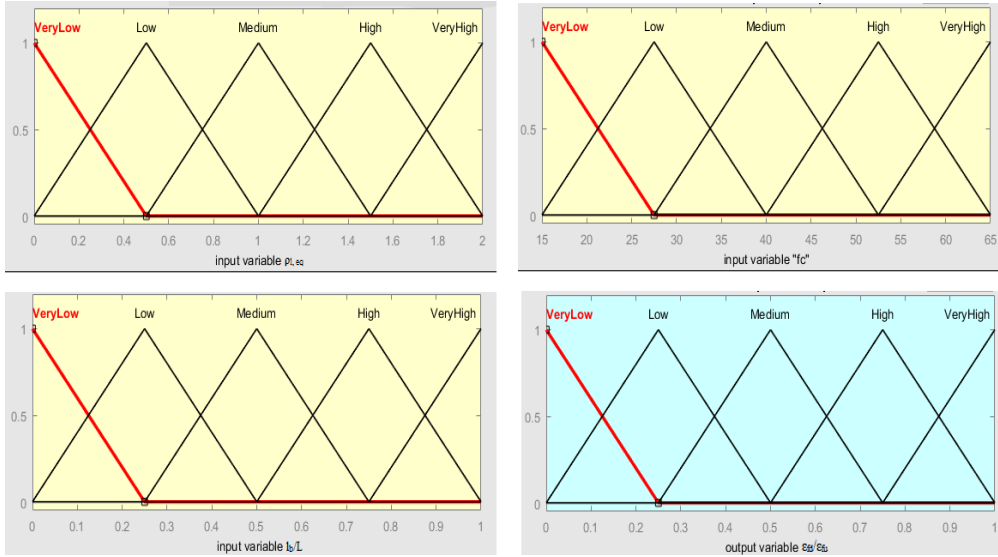 VeryLow Low Medium High VeryHigh
1
0.5
0
0 0.2 0.4 0.6 0.8 1 1.2 1.4 1.6 1.8 2
input variable ρL,eq
VeryLow Low Medium High VeryHigh
1
0.5
0
15 20 25 30 35 40 45 50 55 60 65
input variable "fc"
VeryLow Low Medium High VeryHigh
1
0.5
0
0 0.1 0.2 0.3 0.4 0.5 0.6 0.7 0.8 0.9 1
input variable lb/L
VeryLow Low Medium High VeryHigh
1
0.5
0
0 0.1 0.2 0.3 0.4 0.5 0.6 0.7 0.8 0.9 1
output variable